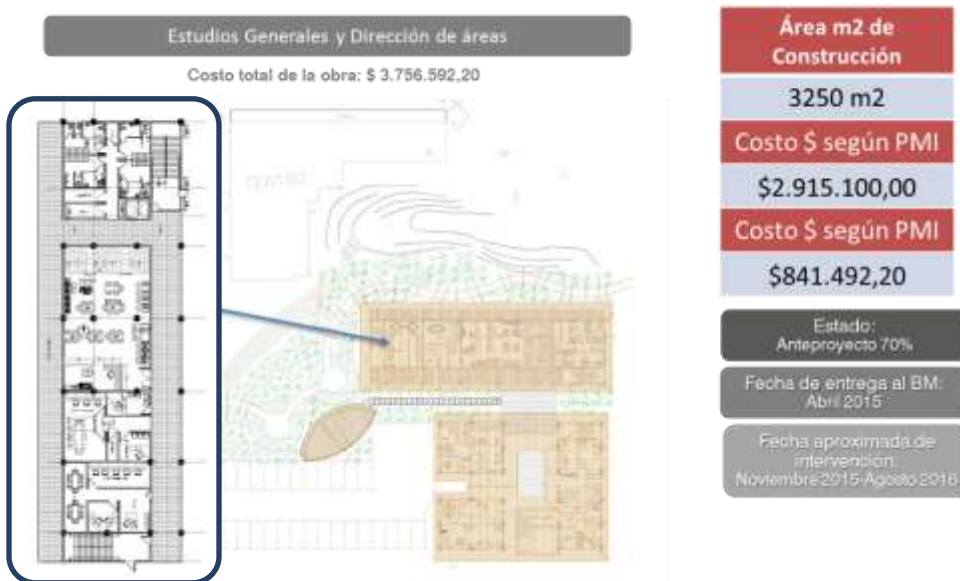 Estudios Generales y Dirección de áreas
Costo total de la obra: $ 3.756.592,20
TEATRO
Área m2 de
Construcción
3250 m2
Costo $ según PMI
$2.915.100,00
Costo $ según PMI
$841.492,20
Estado:
Anteproyecto 70%
Fecha de entrega al BM:
Abril 2015
Fecha aproximada de
intervención:
Noviembre 2015-Agosto 2016